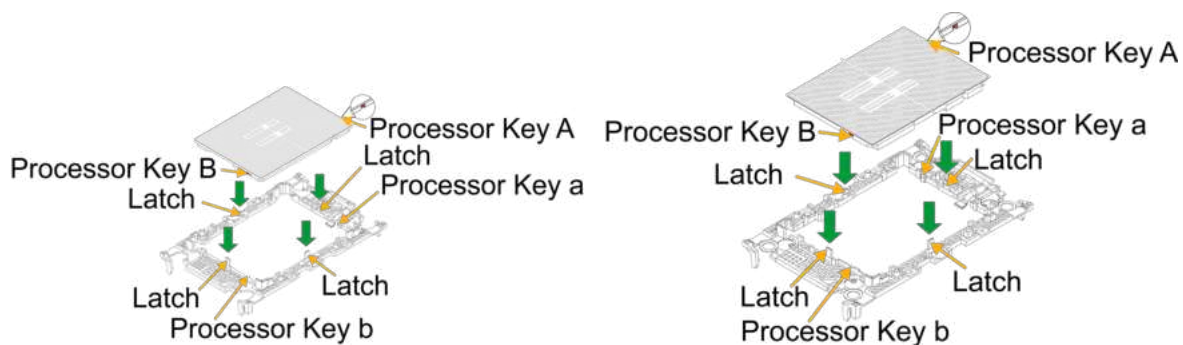 Processor Key A
Latch
Processor Key B
Processor Key a
Latch
Latch
Latch
Processor Key b
Processor Key A
Processor Key B
Processor Key a
Latch
Latch
Latch
Latch
Processor Key b